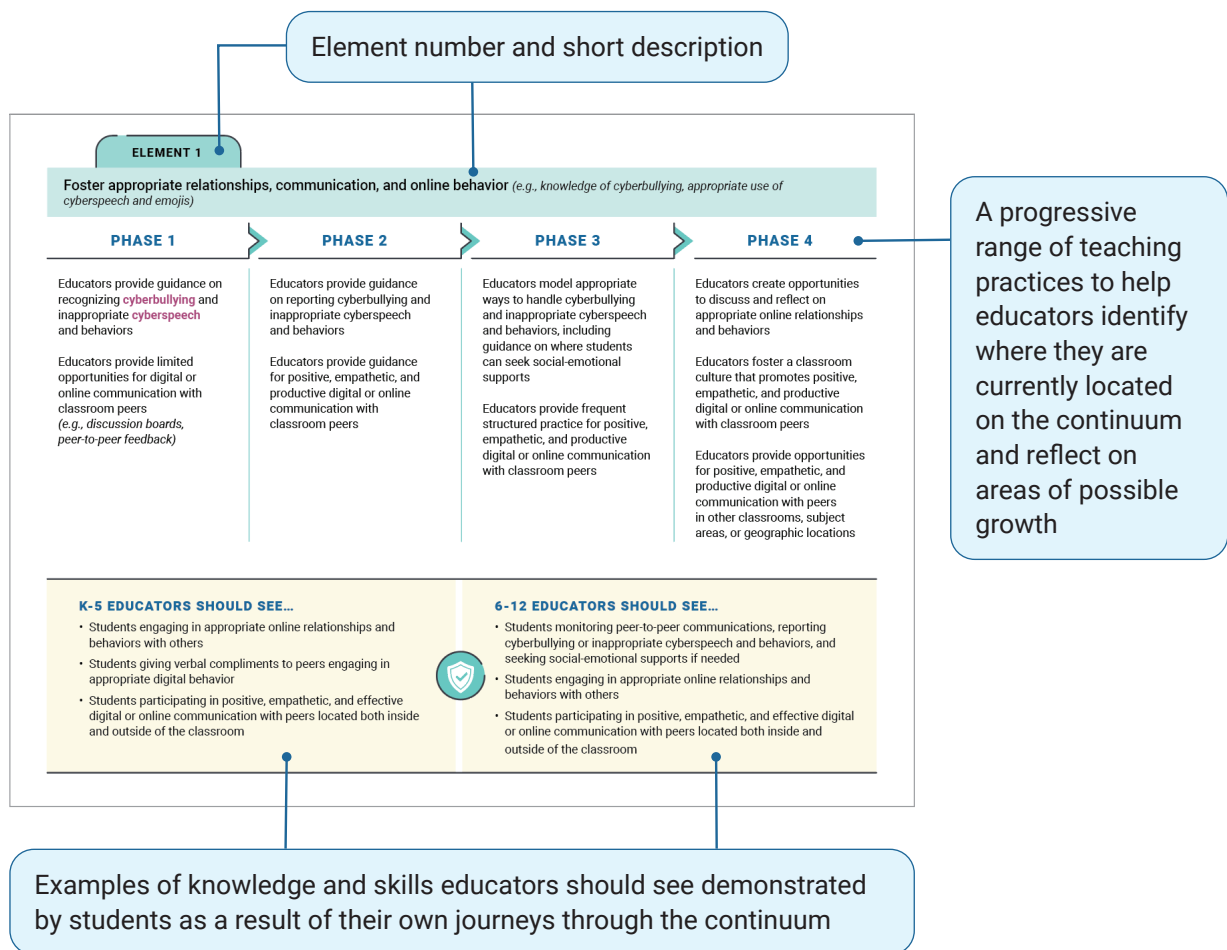 Element number and short description
ELEMENT 1
Foster appropriate relationships, communication, and online behavior (e.g., knowledge of cyberbullying, appropriate use of
cyberspeech and emojis)
PHASE 1
Educators provide guidance on
recognizing cyberbullying and
inappropriate cyberspeech
and behaviors
Educators provide limited
opportunities for digital or
online communication with
classroom peers
(e.g., discussion boards,
peer-to-peer feedback)
PHASE 2
Educators provide guidance
on reporting cyberbullying and
inappropriate cyberspeech
and behaviors
Educators provide guidance
for positive, empathetic, and
productive digital or online
communication with
classroom peers
PHASE 3
Educators model appropriate
ways to handle cyberbullying
and inappropriate cyberspeech
and behaviors, including
guidance on where students
can seek social-emotional
supports
Educators provide frequent
structured practice for positive,
empathetic, and productive
digital or online communication
with classroom peers
PHASE 4
Educators create opportunities
to discuss and reflect on
appropriate online relationships
and behaviors
Educators foster a classroom
culture that promotes positive,
empathetic, and productive
digital or online communication
with classroom peers
Educators provide opportunities
for positive, empathetic, and
productive digital or online
communication with peers
in other classrooms, subject
areas, or geographic locations
A progressive
range of teaching
practices to help
educators identify
where they are
currently located
on the continuum
and reflect on
areas of possible
growth
K-5 EDUCATORS SHOULD SEE…
• Students engaging in appropriate online relationships and
behaviors with others
• Students giving verbal compliments to peers engaging in
appropriate digital behavior
• Students participating in positive, empathetic, and effective
digital or online communication with peers located both inside
and outside of the classroom
6-12 EDUCATORS SHOULD SEE…
• Students monitoring peer-to-peer communications, reporting
cyberbullying or inappropriate cyberspeech and behaviors, and
seeking social-emotional supports if needed
• Students engaging in appropriate online relationships and
behaviors with others
• Students participating in positive, empathetic, and effective digital
or online communication with peers located both inside and
outside of the classroom
Examples of knowledge and skills educators should see demonstrated
by students as a result of their own journeys through the continuum